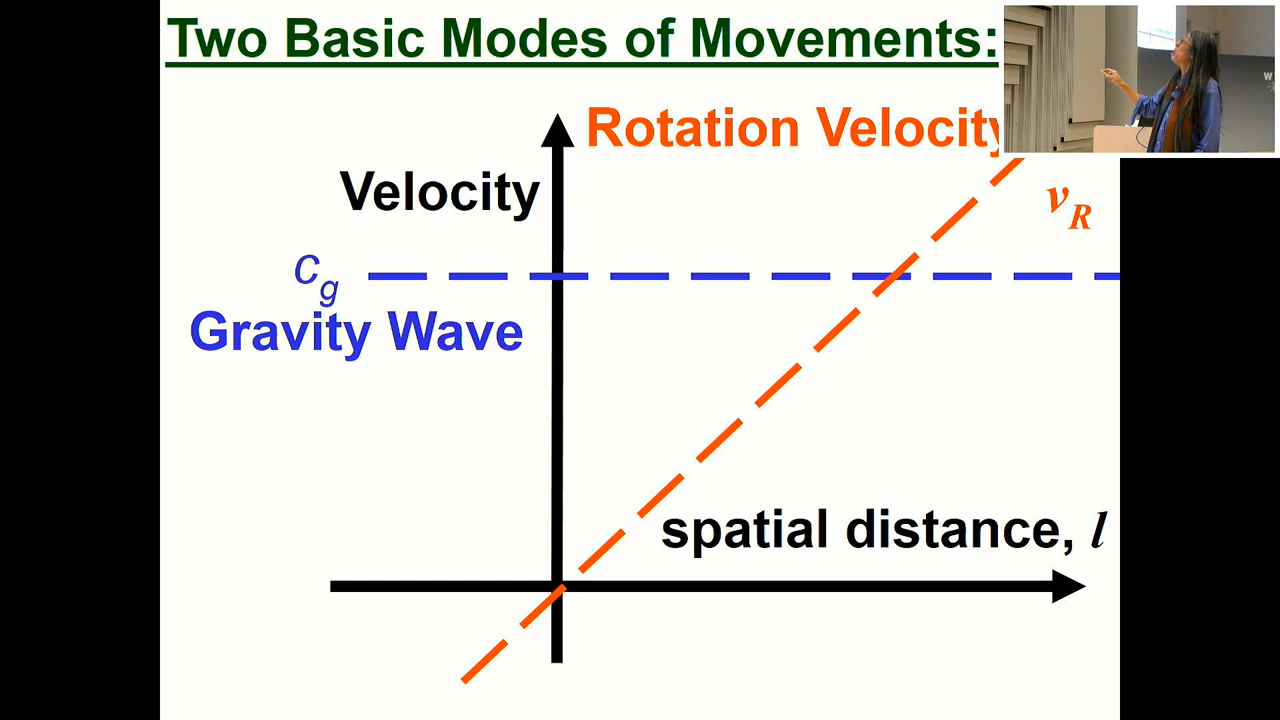 Two Basic Modes of Movements:
Rotation Velocity
Velocity
v_R
c_g
Gravity Wave
spatial distance, l
W